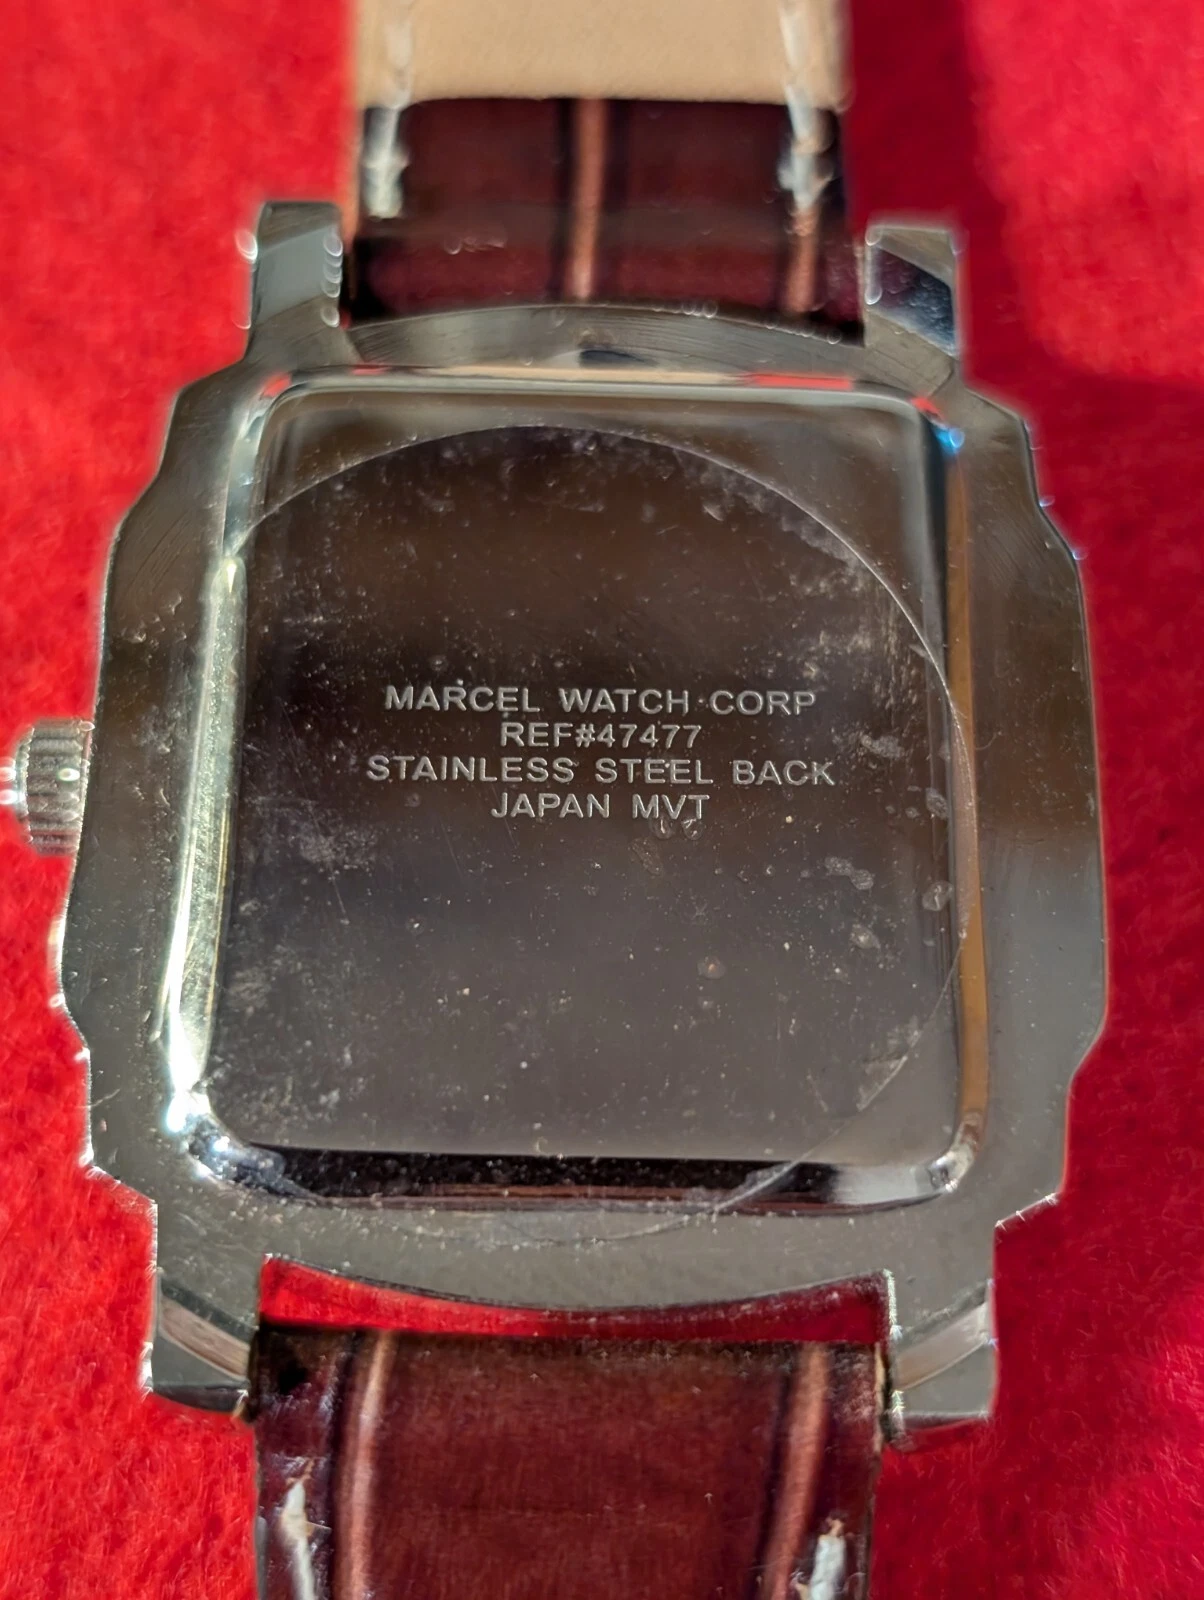 MARCEL WATCH CORP
REF#47477
STAINLESS STEEL BACK
JAPAN MVT